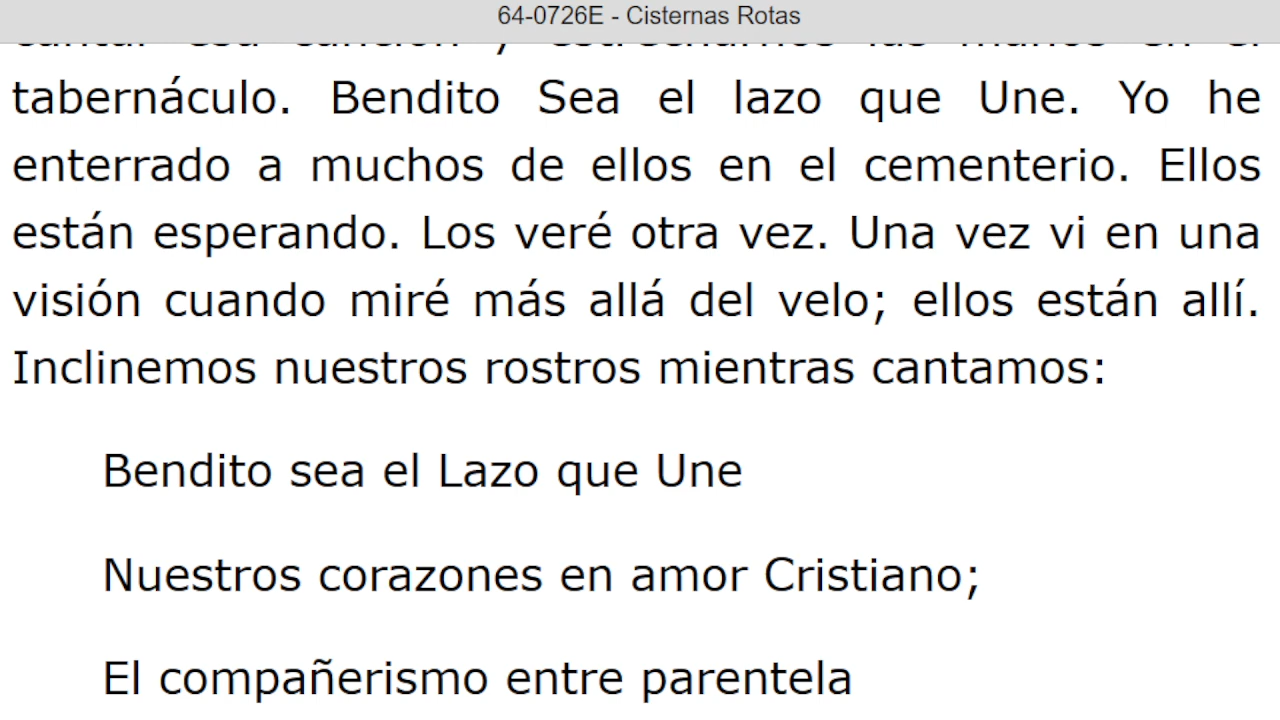 64-0726E - Cisternas Rotas
tabernáculo. Bendito Sea el lazo que Une. Yo he
enterrado a muchos de ellos en el cementerio. Ellos
están esperando. Los veré otra vez. Una vez vi en una
visión cuando miré más allá del velo; ellos están allí.
Inclinemos nuestros rostros mientras cantamos:
Bendito sea el Lazo que Une
Nuestros corazones en amor Cristiano;
El compañerismo entre parentela